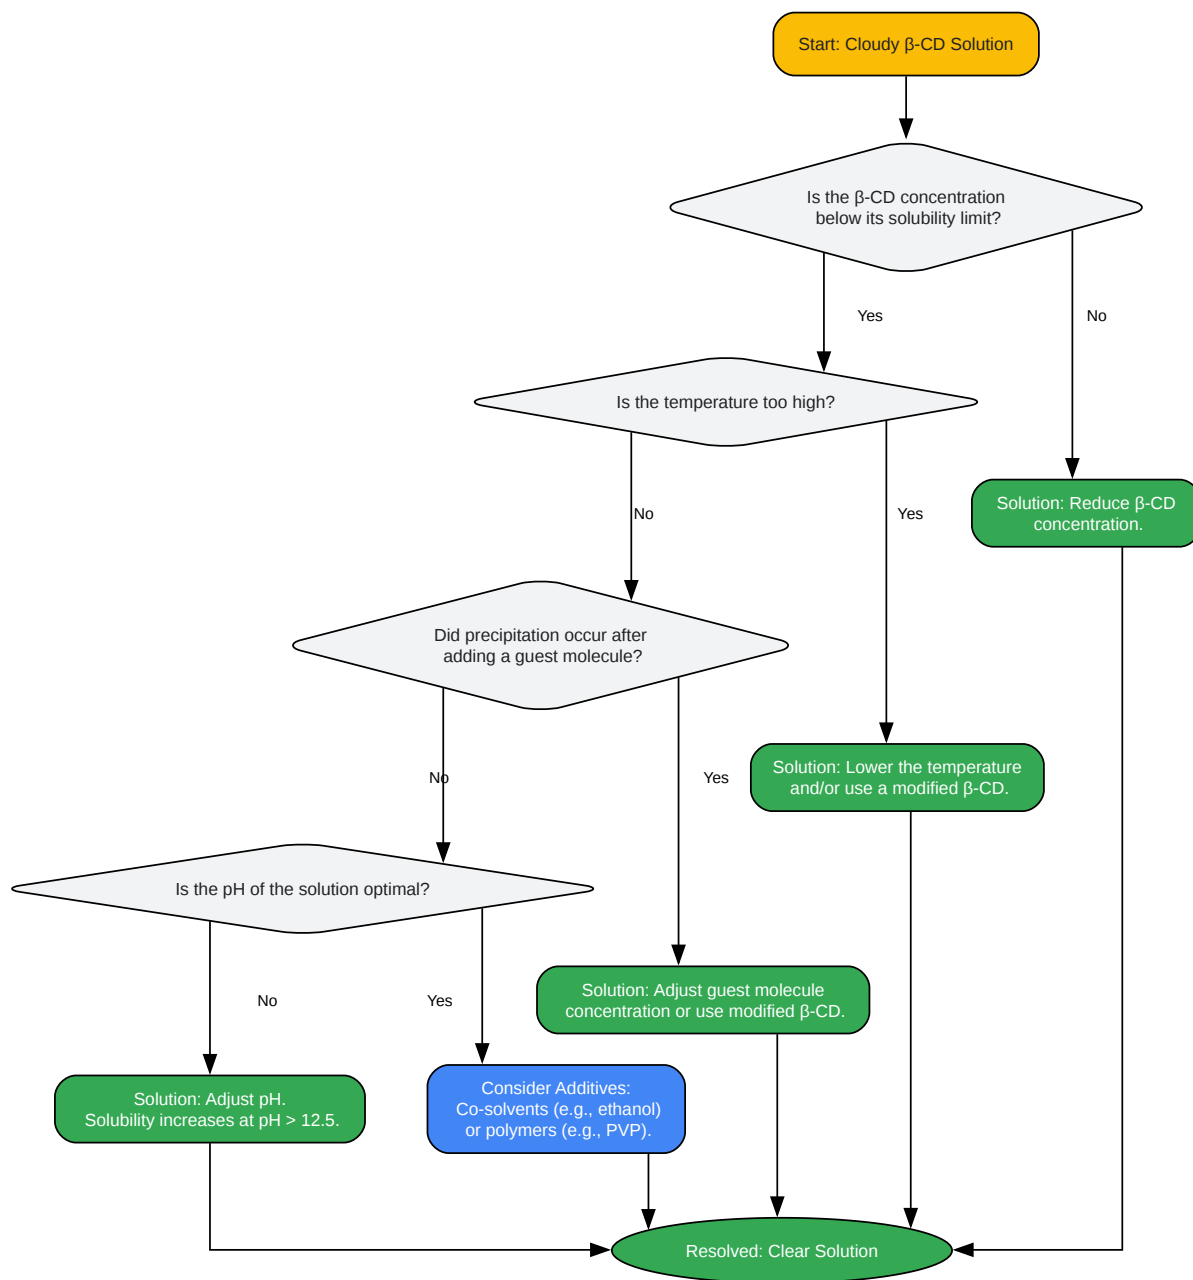 Start: Cloudy β-CD Solution
Is the β-CD concentration
below its solubility limit?
Yes
No
Is the temperature too high?
No
Yes
Solution: Reduce β-CD
concentration.
Did precipitation occur after
adding a guest molecule?
No
Yes
Solution: Lower the temperature
and/or use a modified β-CD.
Is the pH of the solution optimal?
No
Yes
Solution: Adjust guest molecule
concentration or use modified β-CD.
Solution: Adjust pH.
Solubility increases at pH > 12.5.
Consider Additives:
Co-solvents (e.g., ethanol)
or polymers (e.g., PVP).
Resolved: Clear Solution